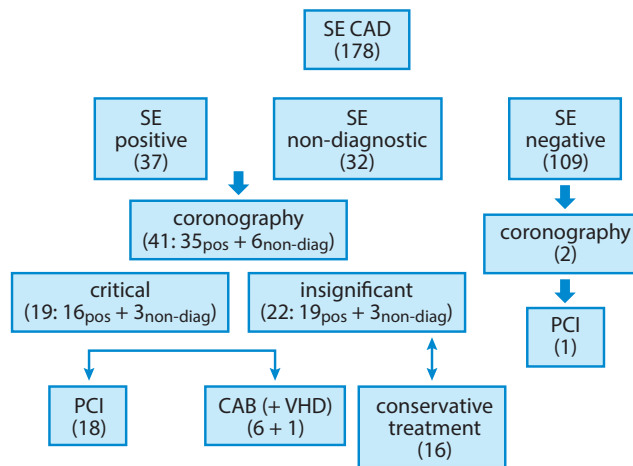 SE CAD
(178)
SE
positive
(37)
SE
non-diagnostic
(32)
SE
negative
(109)
coronography
(41: 35pos + 6non-diag)
coronography
(2)
critical
(19: 16pos + 3non-diag)
insignificant
(22: 19pos + 3non-diag)
PCI
(1)
PCI
(18)
CAB (+ VHD)
(6 + 1)
conservative
treatment
(16)